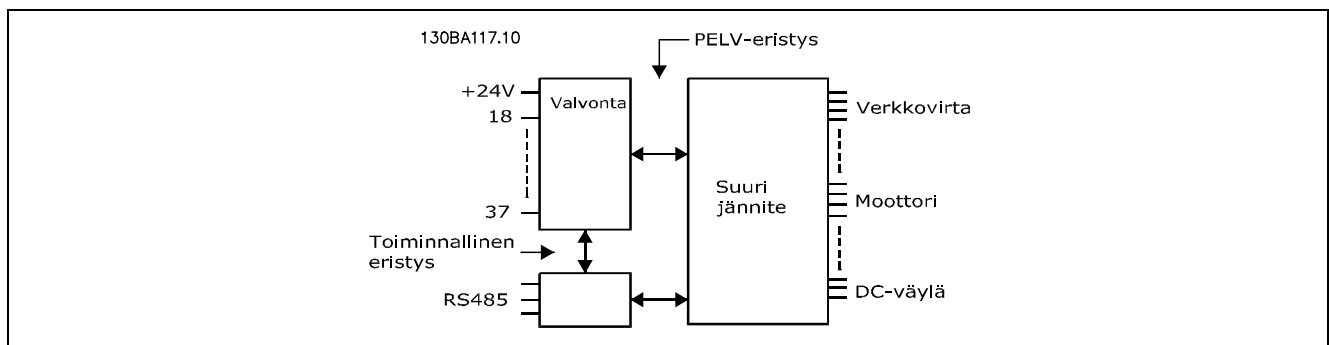 130BA117.10
PELV-eristys
+24V
18
37
Valvonta
Suuri
jännite
Verkkovirta
Moottori
DC-väylä
Toiminnallinen
eristys
RS485